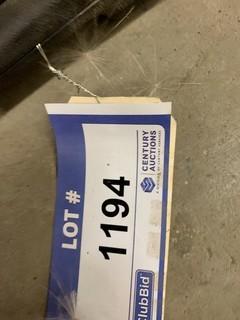 LOT #
1194
CENTURY
AUCTIONS
ClubBid